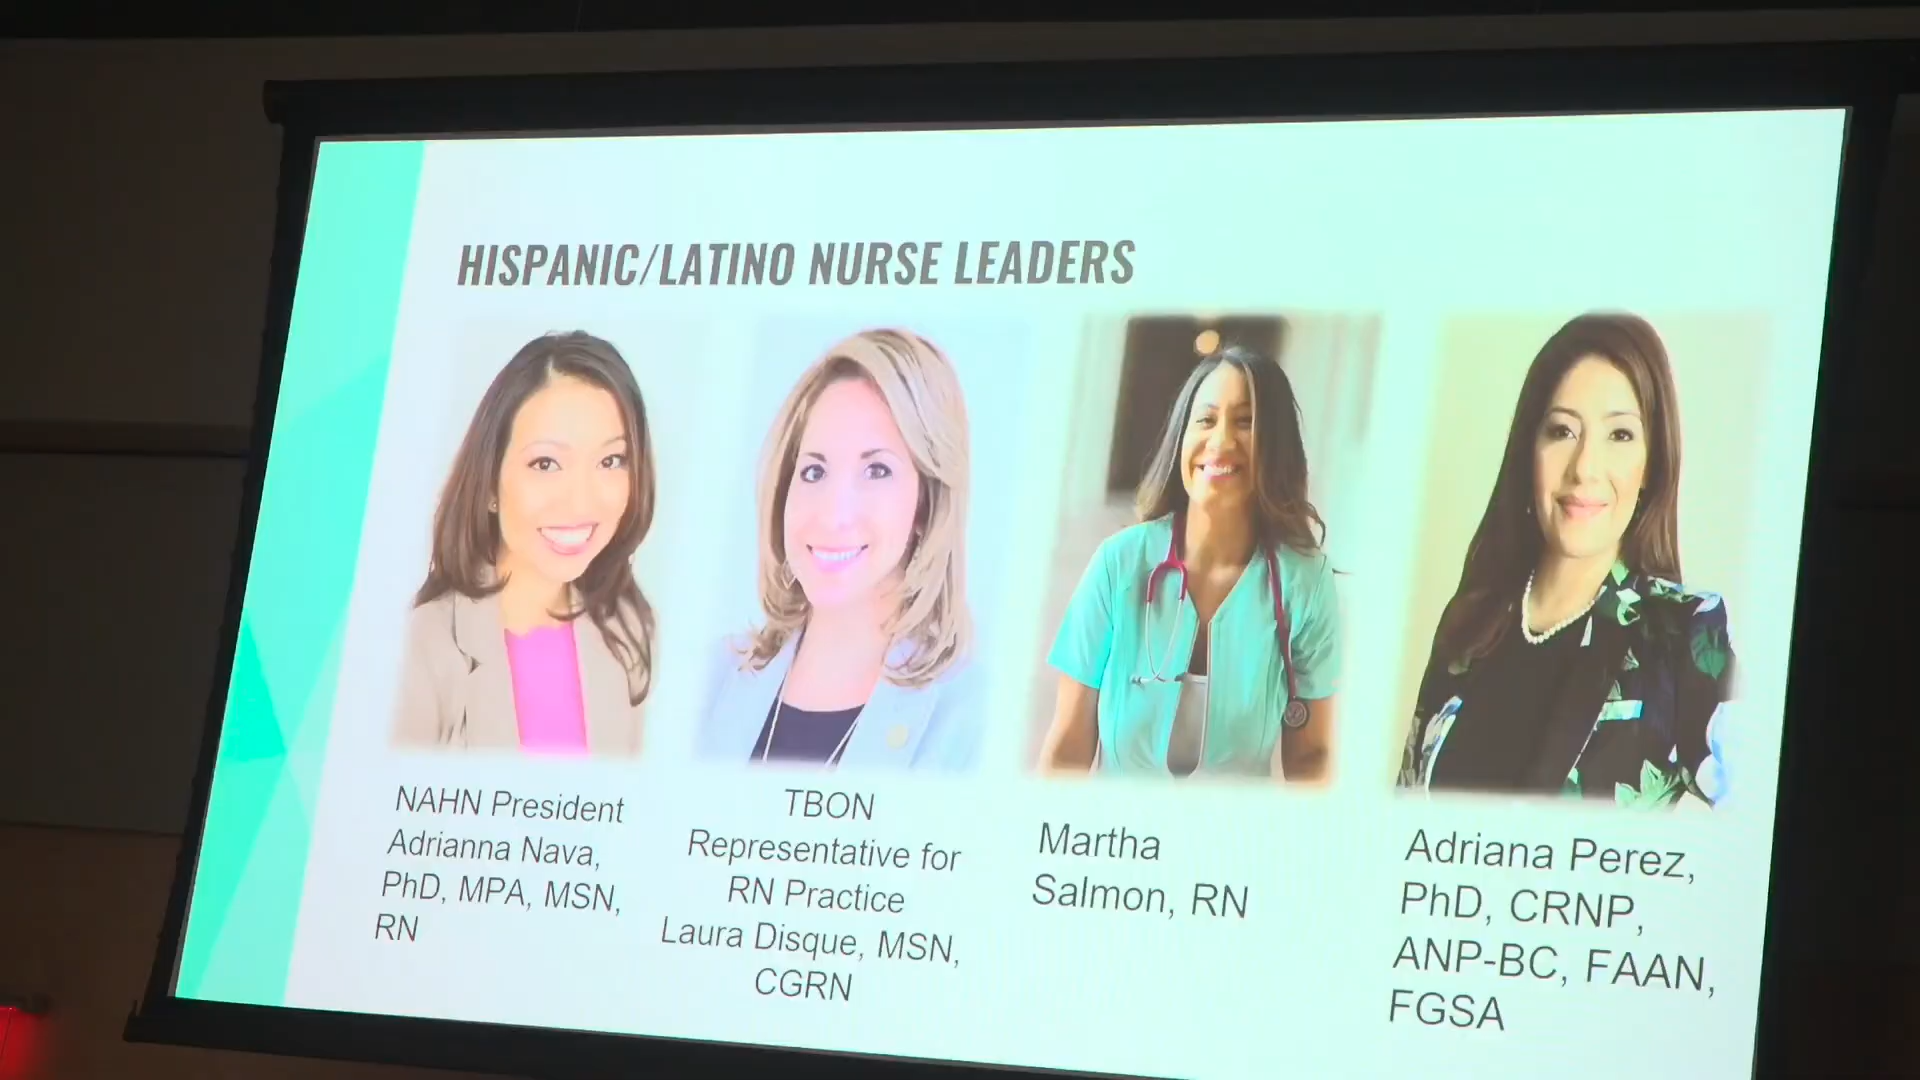 HISPANIC/LATINO NURSE LEADERS
NAHN President
Adrianna Nava,
PhD, MPA, MSN,
RN
TBON
Representative for
RN Practice
Laura Disque, MSN,
CGRN
Martha
Salmon, RN
Adriana Perez,
PhD, CRNP,
ANP-BC, FAAN,
FGSA